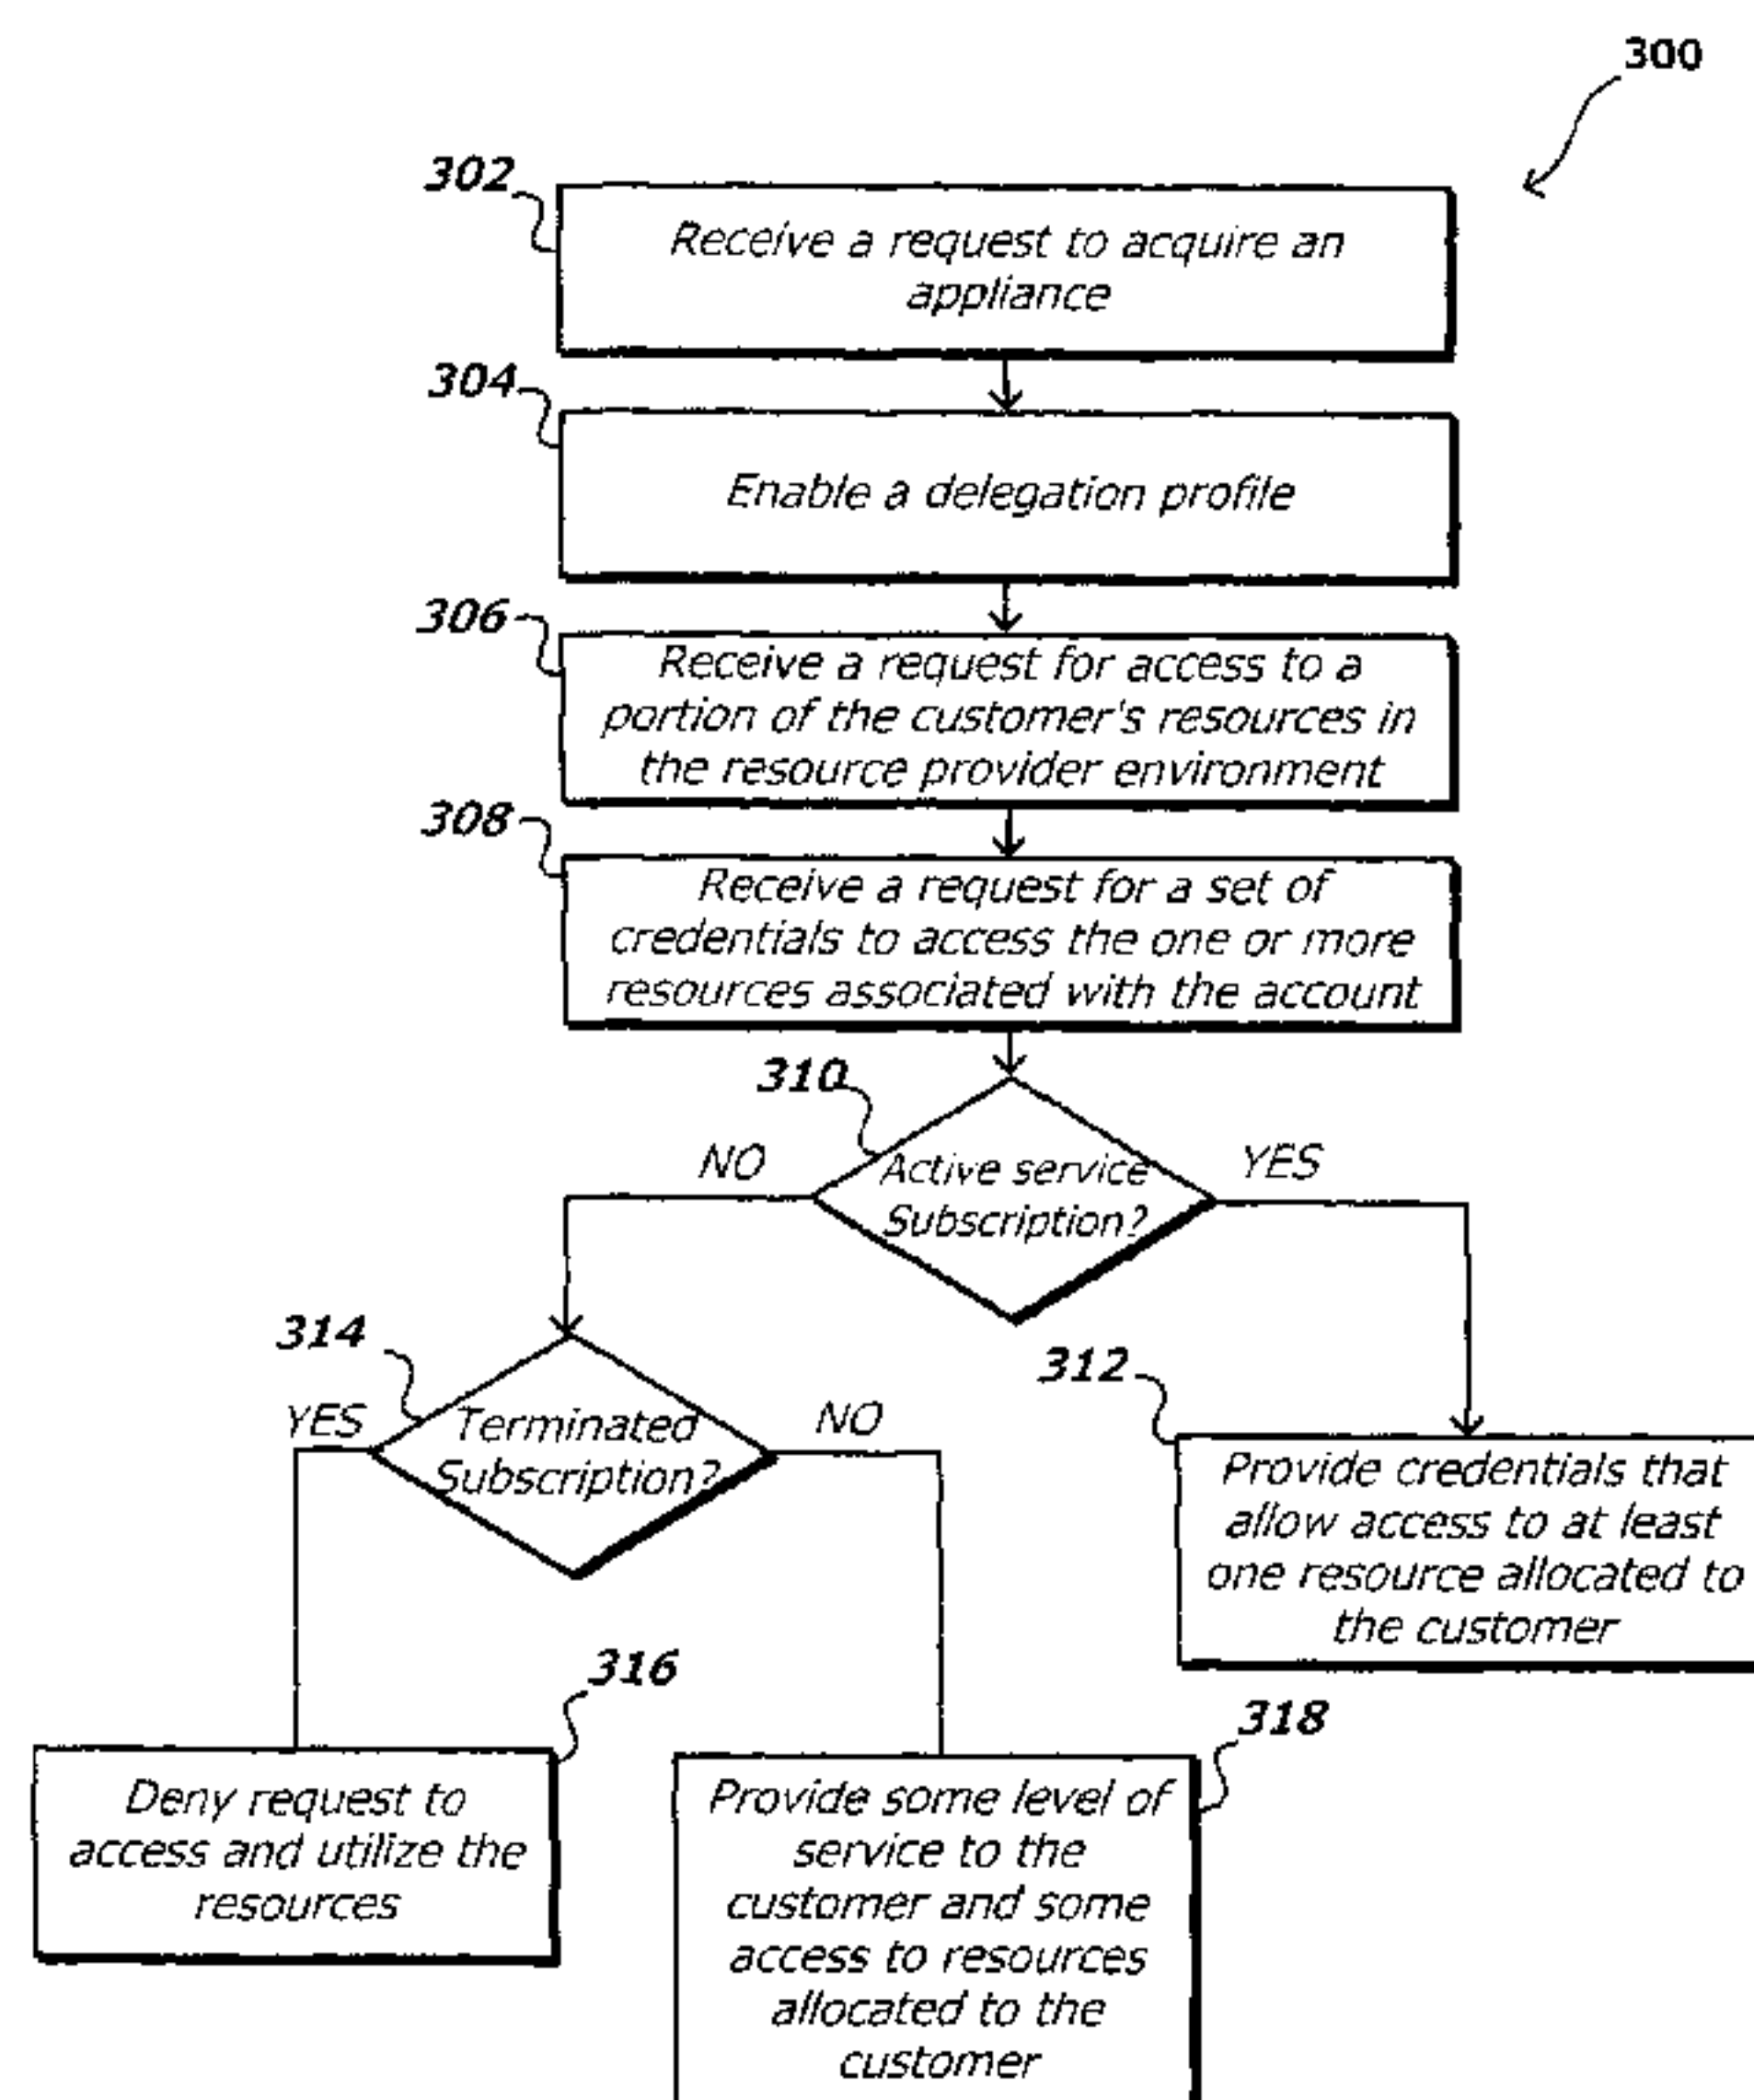 300
302
Receive a request to acquire an
appliance
304
Enable a delegation profile
306
Receive a request for access to a
portion of the customer's resources in
the resource provider environment
308
Receive a request for a set of
credentials to access the one or more
resources associated with the account
310
NO
Active service
Subscription?
YES
314
YES
Terminated
Subscription?
NO
312
Provide credentials that
allow access to at least
one resource allocated to
the customer
316
Deny request to
access and utilize the
resources
318
Provide some level of
service to the
customer and some
access to resources
allocated to the
customer